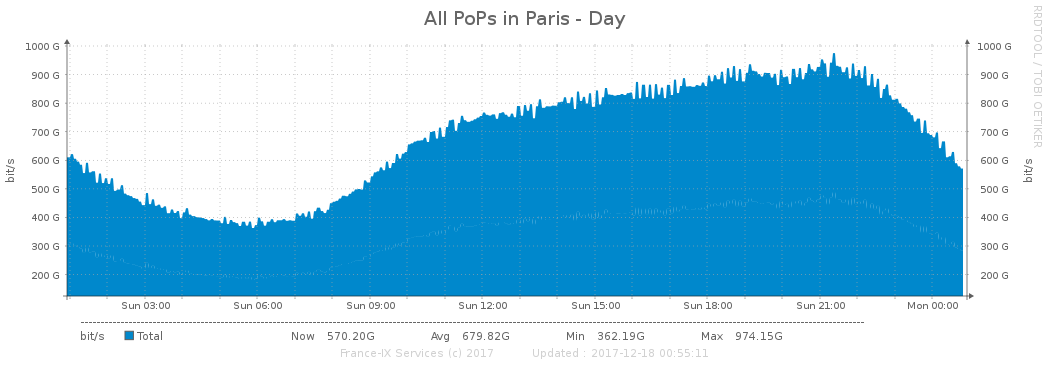 All PoPs in Paris - Day
RRDTOOL / TOBI OETIKER
1000 G 1000 G
900 G 900 G
800 G 800 G
700 G 700 G
600 G 600 G
500 G 500 G
400 G 400 G
300 G 300 G
200 G 200 G
bit/s bit/s
Sun 03:00 Sun 06:00 Sun 09:00 Sun 12:00 Sun 15:00 Sun 18:00 Sun 21:00 Mon 00:00
bit/s Total Now 570.20G Avg 679.82G Min 362.19G Max 974.15G
France-IX Services (c) 2017 Updated : 2017-12-18 00:55:11